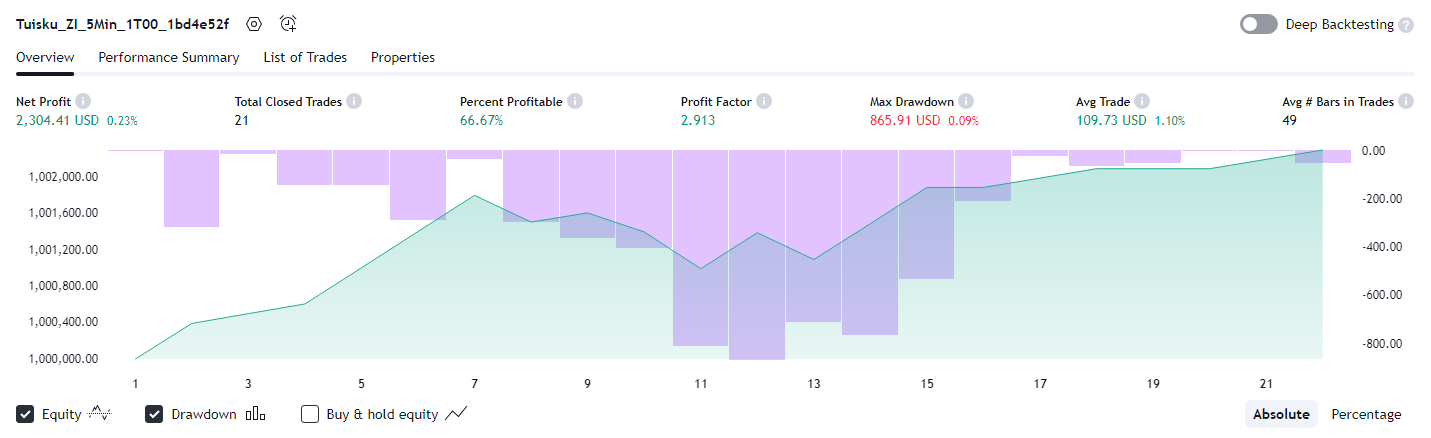 Tuisku_ZI_5Min_1T00_1bd4e52f Deep Backtesting ?
Overview Performance Summary List of Trades Properties
Net Profit i Total Closed Trades i Percent Profitable i Profit Factor i Max Drawdown i Avg Trade i Avg # Bars in Trades i
2,304.41 USD 0.23% 21 66.67% 2.913 865.91 USD 0.09% 109.73 USD 1.10% 49
0.00
1,002,000.00
-200.00
1,001,600.00
1,001,200.00 -400.00
1,000,800.00
-600.00
1,000,400.00
-800.00
1,000,000.00
1 3 5 7 9 11 13 15 17 19 21
Equity Drawdown Buy & hold equity Absolute Percentage